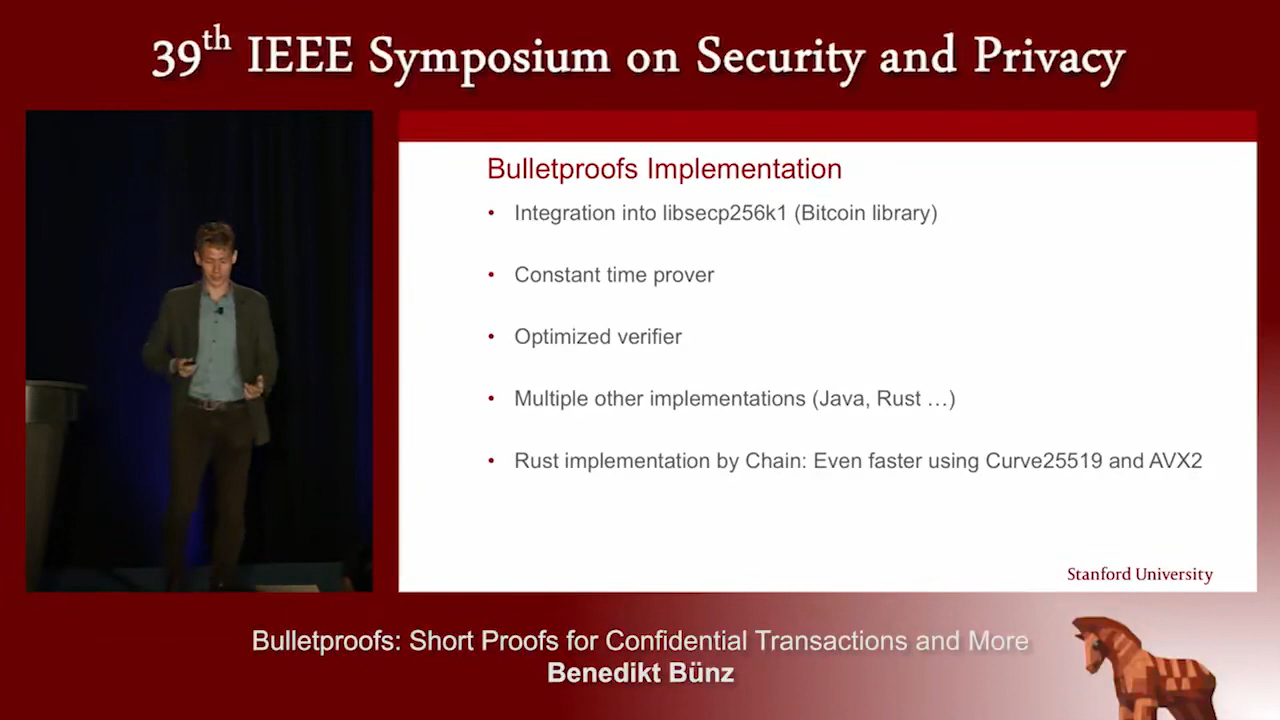 39th IEEE Symposium on Security and Privacy
Bulletproofs Implementation
• Integration into libsecp256k1 (Bitcoin library)
• Constant time prover
• Optimized verifier
• Multiple other implementations (Java, Rust …)
• Rust implementation by Chain: Even faster using Curve25519 and AVX2
Stanford University
Bulletproofs: Short Proofs for Confidential Transactions and More
Benedikt Bünz